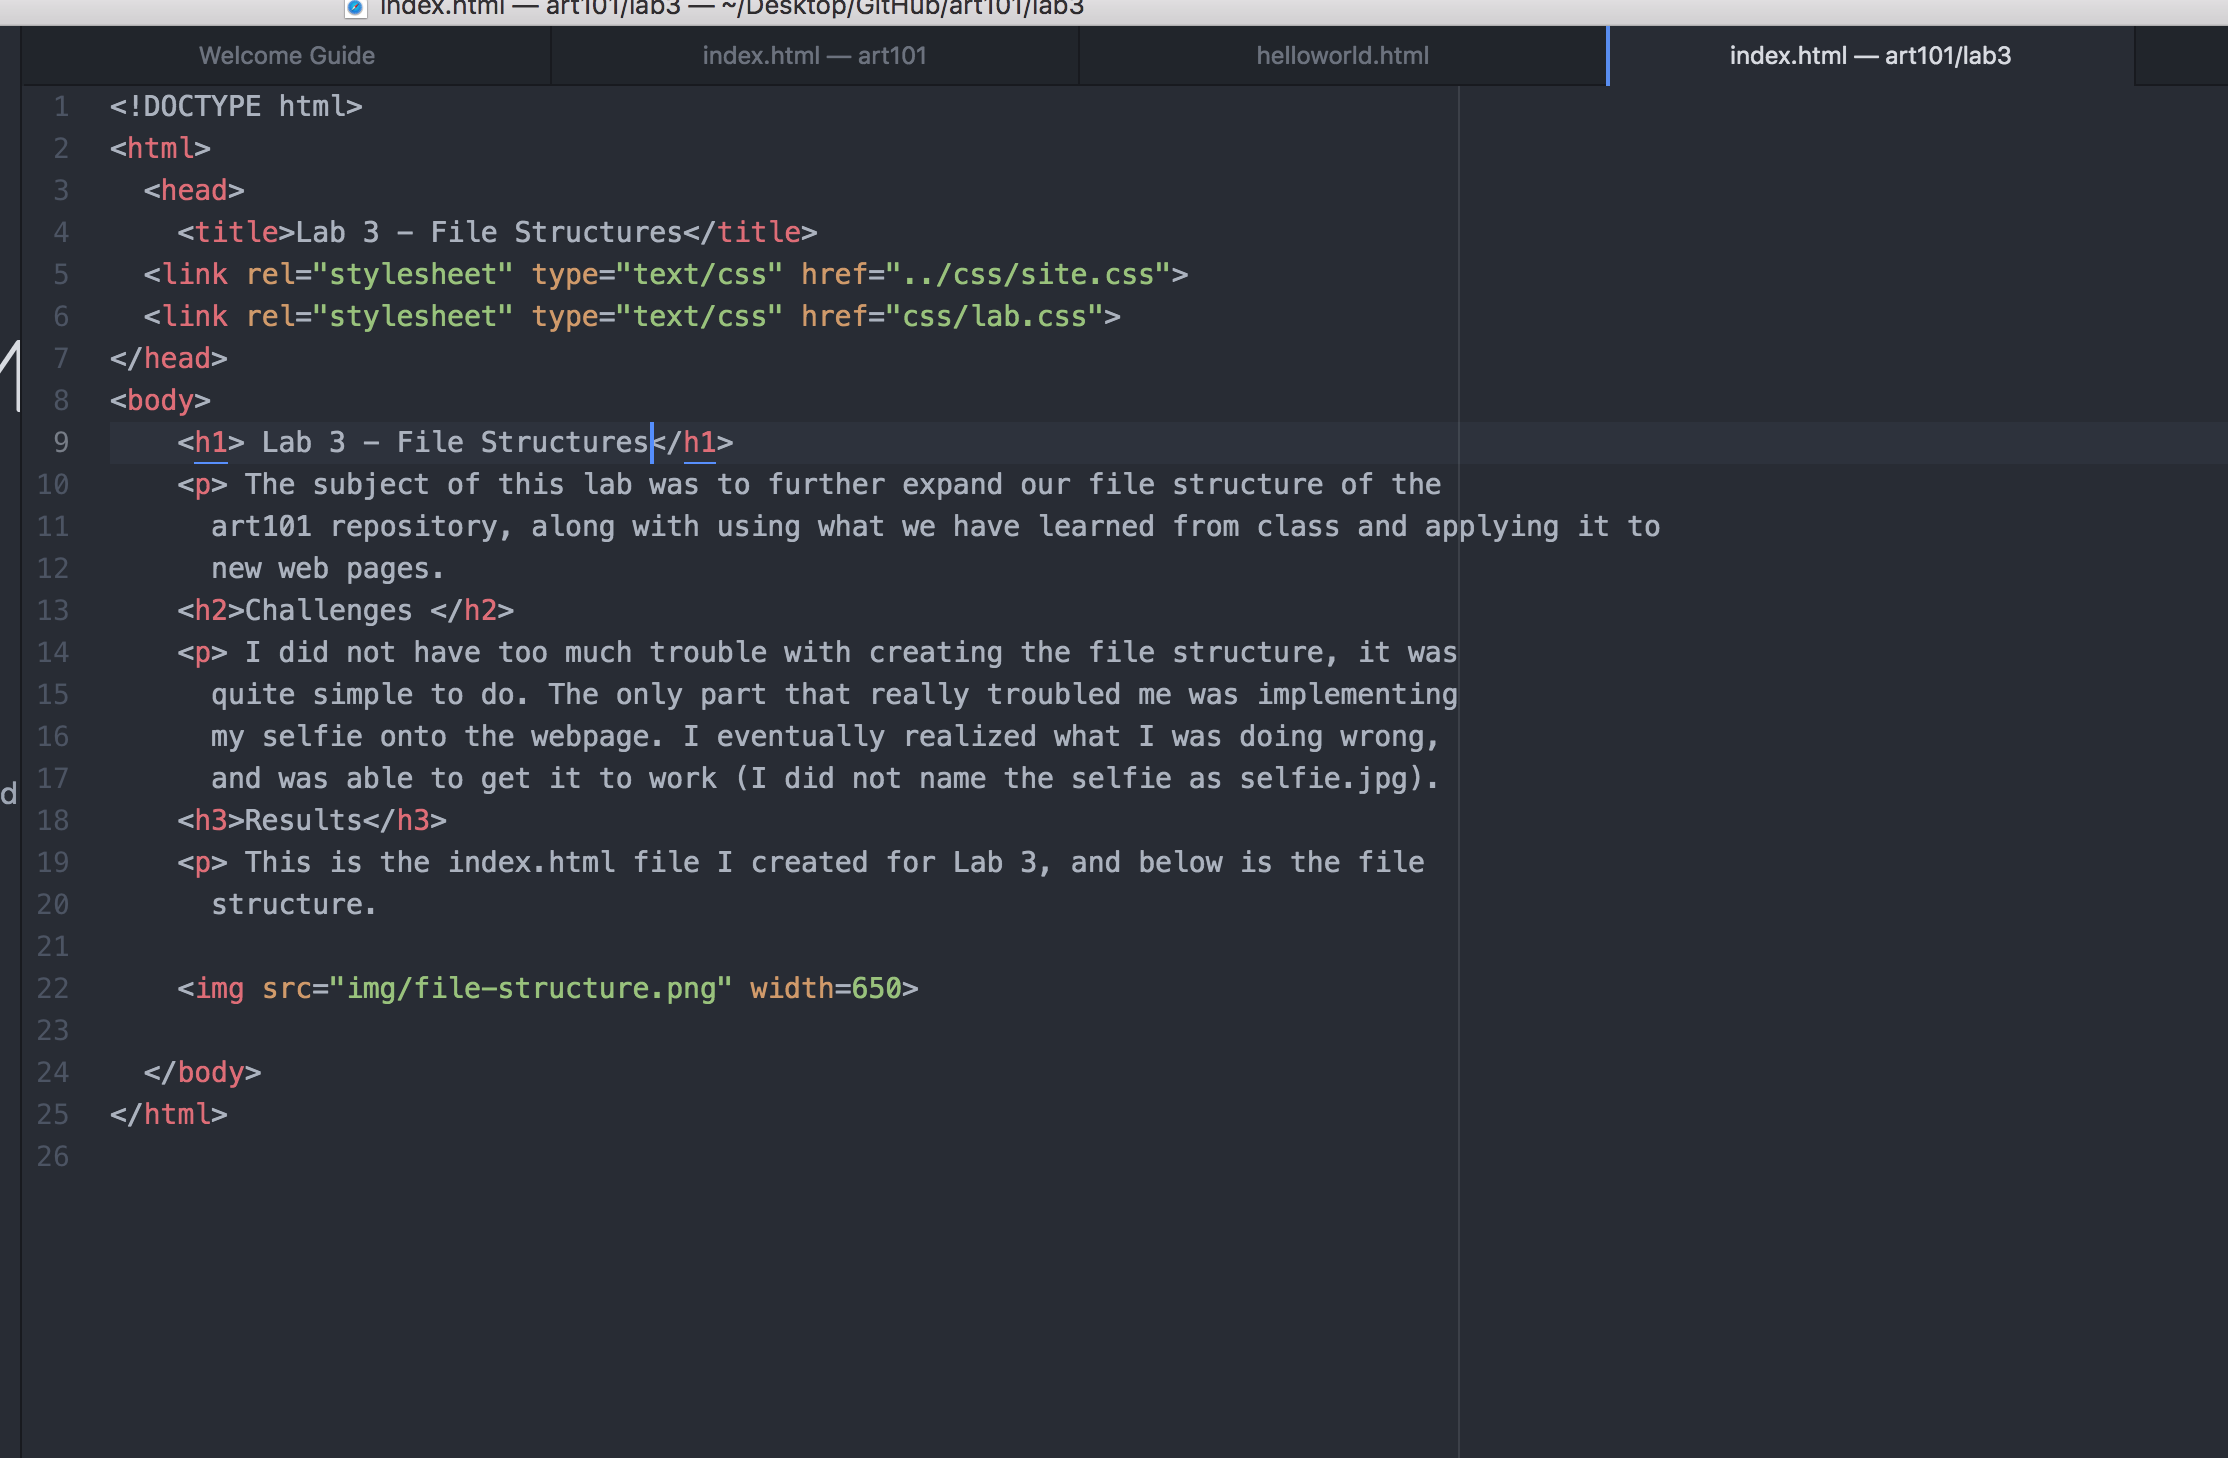 index.html — art101/lab3 — ~/Desktop/GitHub/art101/lab3
Welcome Guide index.html — art101 helloworld.html index.html — art101/lab3
1 <!DOCTYPE html>
2 <html>
3 <head>
4 <title>Lab 3 - File Structures</title>
5 <link rel="stylesheet" type="text/css" href="../css/site.css">
6 <link rel="stylesheet" type="text/css" href="css/lab.css">
7 </head>
8 <body>
9 <h1> Lab 3 - File Structures</h1>
10 <p> The subject of this lab was to further expand our file structure of the
11 art101 repository, along with using what we have learned from class and applying it to
12 new web pages.
13 <h2>Challenges </h2>
14 <p> I did not have too much trouble with creating the file structure, it was
15 quite simple to do. The only part that really troubled me was implementing
16 my selfie onto the webpage. I eventually realized what I was doing wrong,
d 17 and was able to get it to work (I did not name the selfie as selfie.jpg).
18 <h3>Results</h3>
19 <p> This is the index.html file I created for Lab 3, and below is the file
20 structure.
21
22 <img src="img/file-structure.png" width=650>
23
24 </body>
25 </html>
26